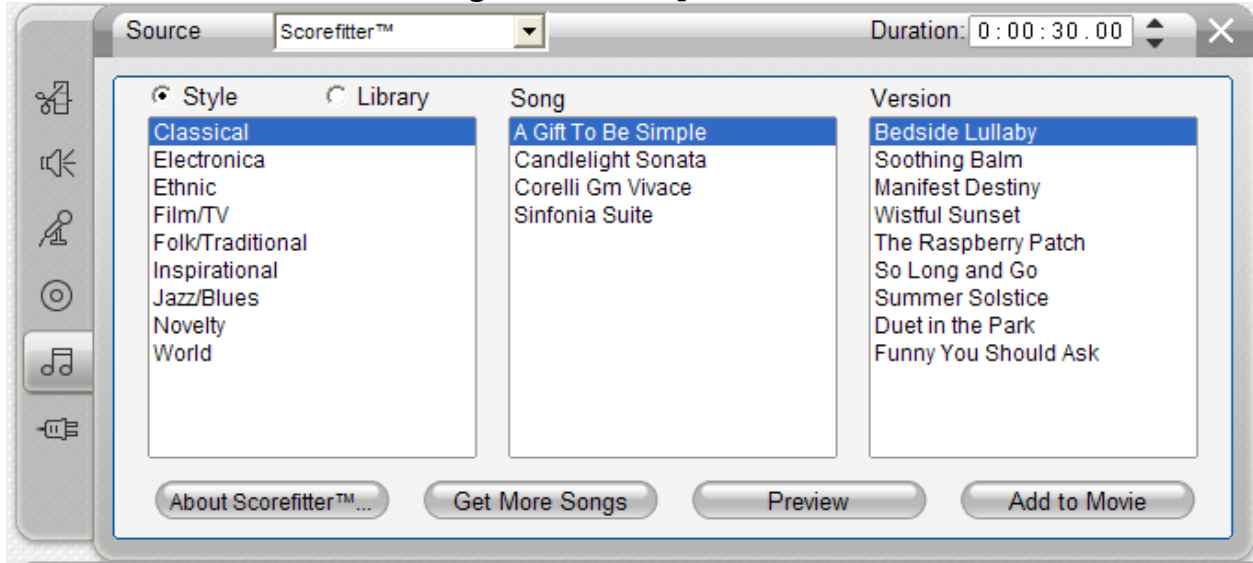 Source Scorefitter™ Duration: 0:00:30.00
Style Library Song Version
Classical
Electronica
Ethnic
Film/TV
Folk/Traditional
Inspirational
Jazz/Blues
Novelty
World
A Gift To Be Simple
Candlelight Sonata
Corelli Gm Vivace
Sinfonia Suite
Bedside Lullaby
Soothing Balm
Manifest Destiny
Wistful Sunset
The Raspberry Patch
So Long and Go
Summer Solstice
Duet in the Park
Funny You Should Ask
About Scorefitter™... Get More Songs Preview Add to Movie